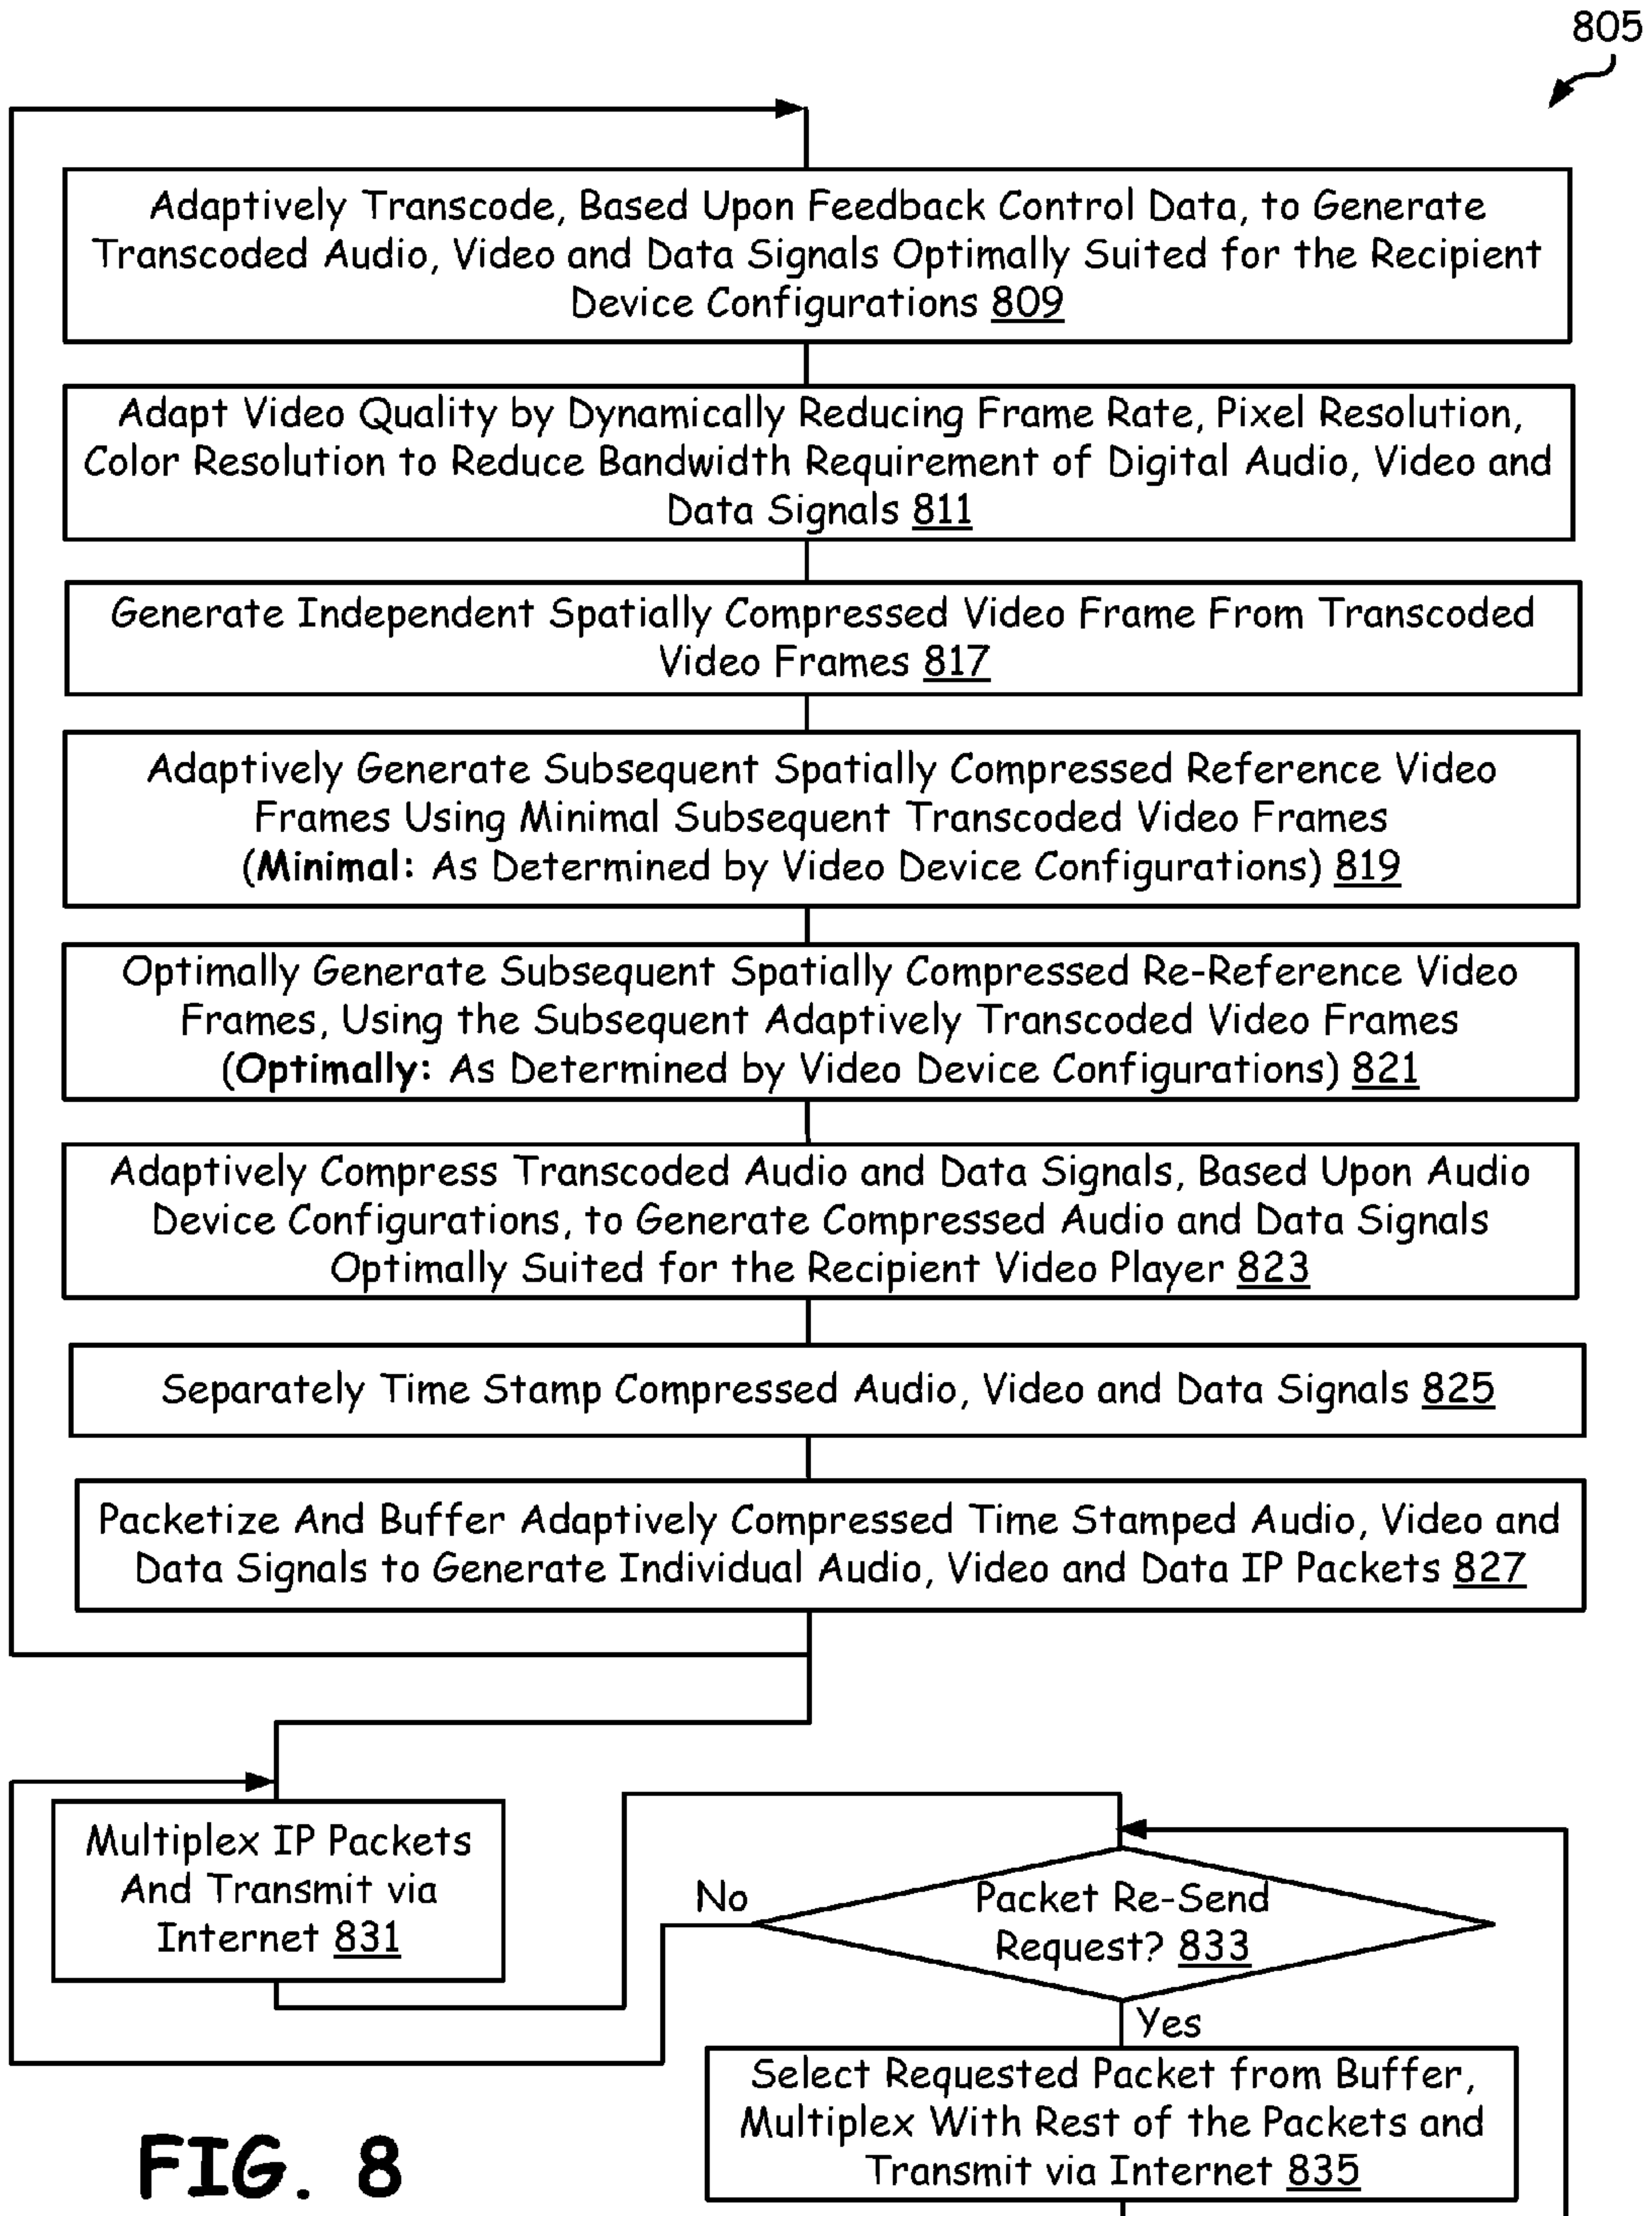 805
Adaptively Transcode, Based Upon Feedback Control Data, to Generate
Transcoded Audio, Video and Data Signals Optimally Suited for the Recipient
Device Configurations 809
Adapt Video Quality by Dynamically Reducing Frame Rate, Pixel Resolution,
Color Resolution to Reduce Bandwidth Requirement of Digital Audio, Video and
Data Signals 811
Generate Independent Spatially Compressed Video Frame From Transcoded
Video Frames 817
Adaptively Generate Subsequent Spatially Compressed Reference Video
Frames Using Minimal Subsequent Transcoded Video Frames
(Minimal: As Determined by Video Device Configurations) 819
Optimally Generate Subsequent Spatially Compressed Re-Reference Video
Frames, Using the Subsequent Adaptively Transcoded Video Frames
(Optimally: As Determined by Video Device Configurations) 821
Adaptively Compress Transcoded Audio and Data Signals, Based Upon Audio
Device Configurations, to Generate Compressed Audio and Data Signals
Optimally Suited for the Recipient Video Player 823
Separately Time Stamp Compressed Audio, Video and Data Signals 825
Packetize And Buffer Adaptively Compressed Time Stamped Audio, Video and
Data Signals to Generate Individual Audio, Video and Data IP Packets 827
Multiplex IP Packets
And Transmit via
Internet 831
No
Packet Re-Send
Request? 833
Yes
Select Requested Packet from Buffer,
Multiplex With Rest of the Packets and
Transmit via Internet 835
FIG. 8